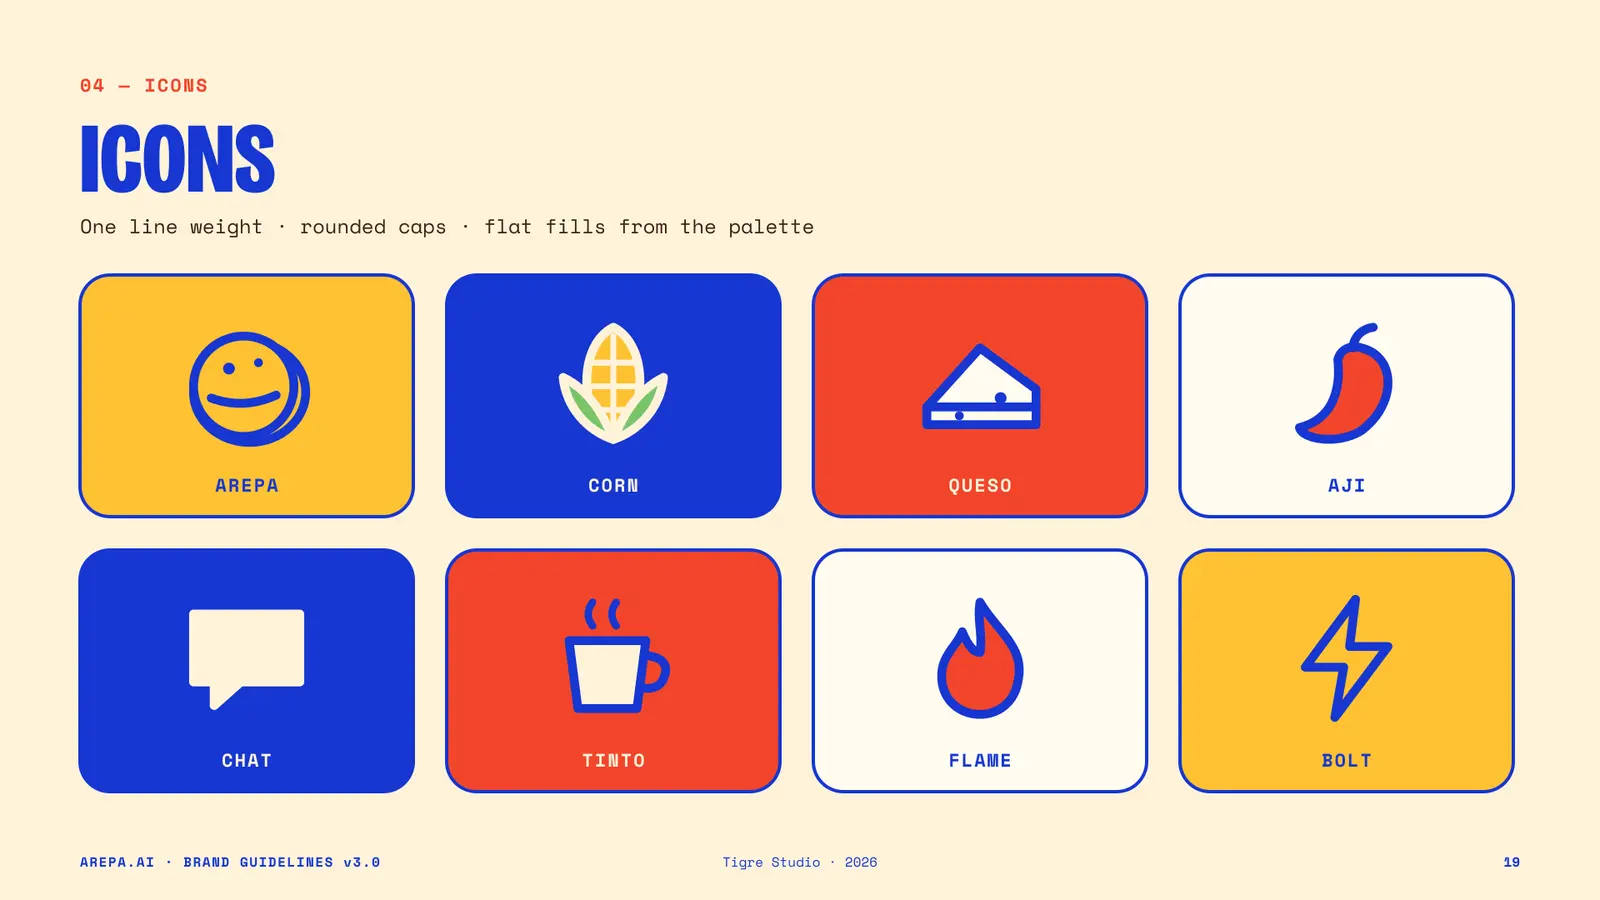 04 — ICONS
ICONS
One line weight · rounded caps · flat fills from the palette
AREPA
CORN
QUESO
AJI
CHAT
TINTO
FLAME
BOLT
AREPA.AI · BRAND GUIDELINES v3.0
Tigre Studio · 2026
19